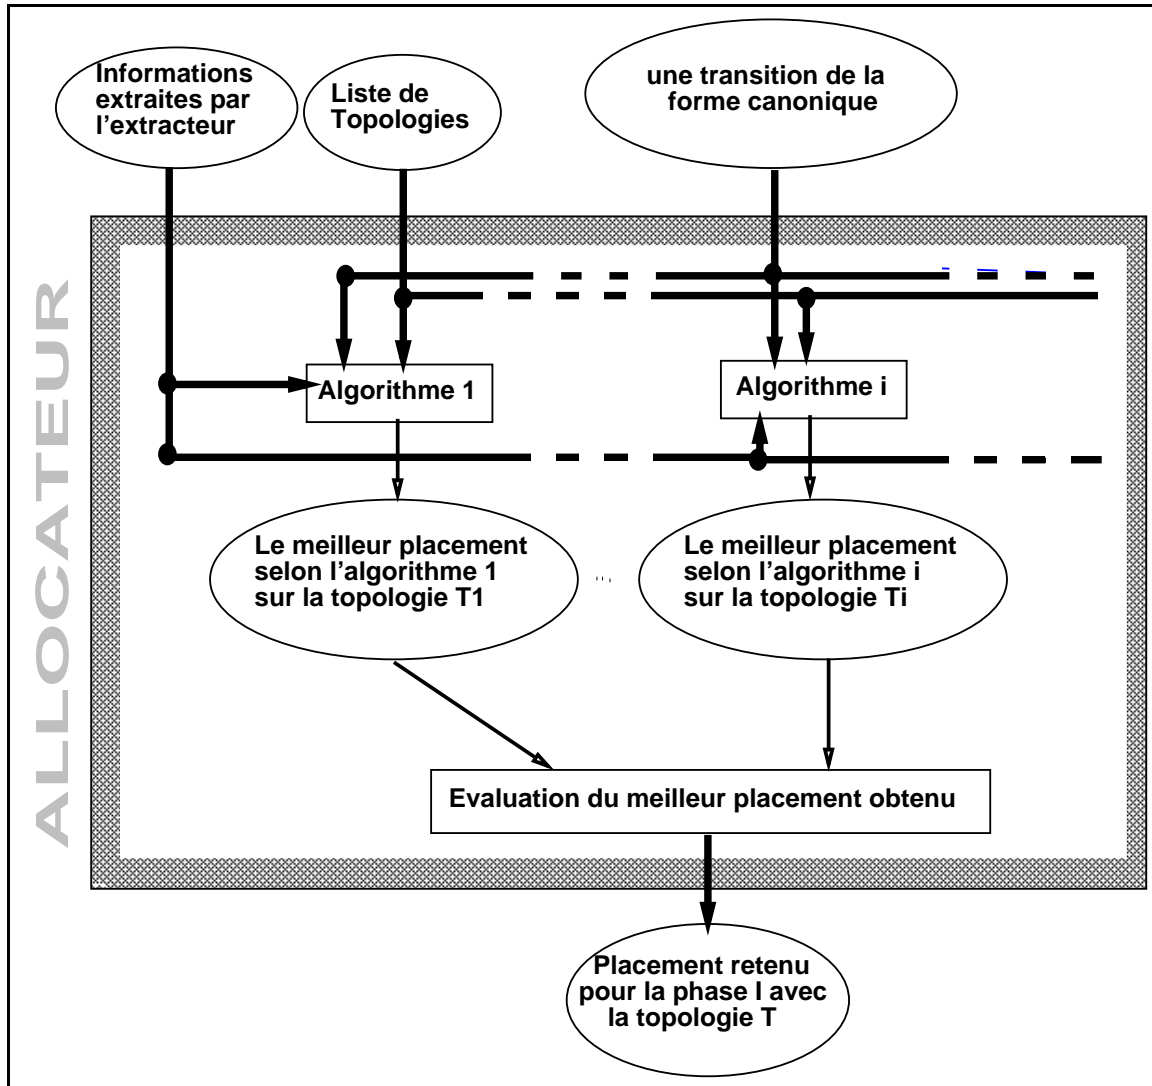 Informations
extraites par
l'extracteur
Liste de
Topologies
une transition de la
forme canonique
ALLOCATEUR
Algorithme 1
Algorithme i
Le meilleur placement
selon l'algorithme 1
sur la topologie T1
...
Le meilleur placement
selon l'algorithme i
sur la topologie Ti
Evaluation du meilleur placement obtenu
Placement retenu
pour la phase I avec
la topologie T